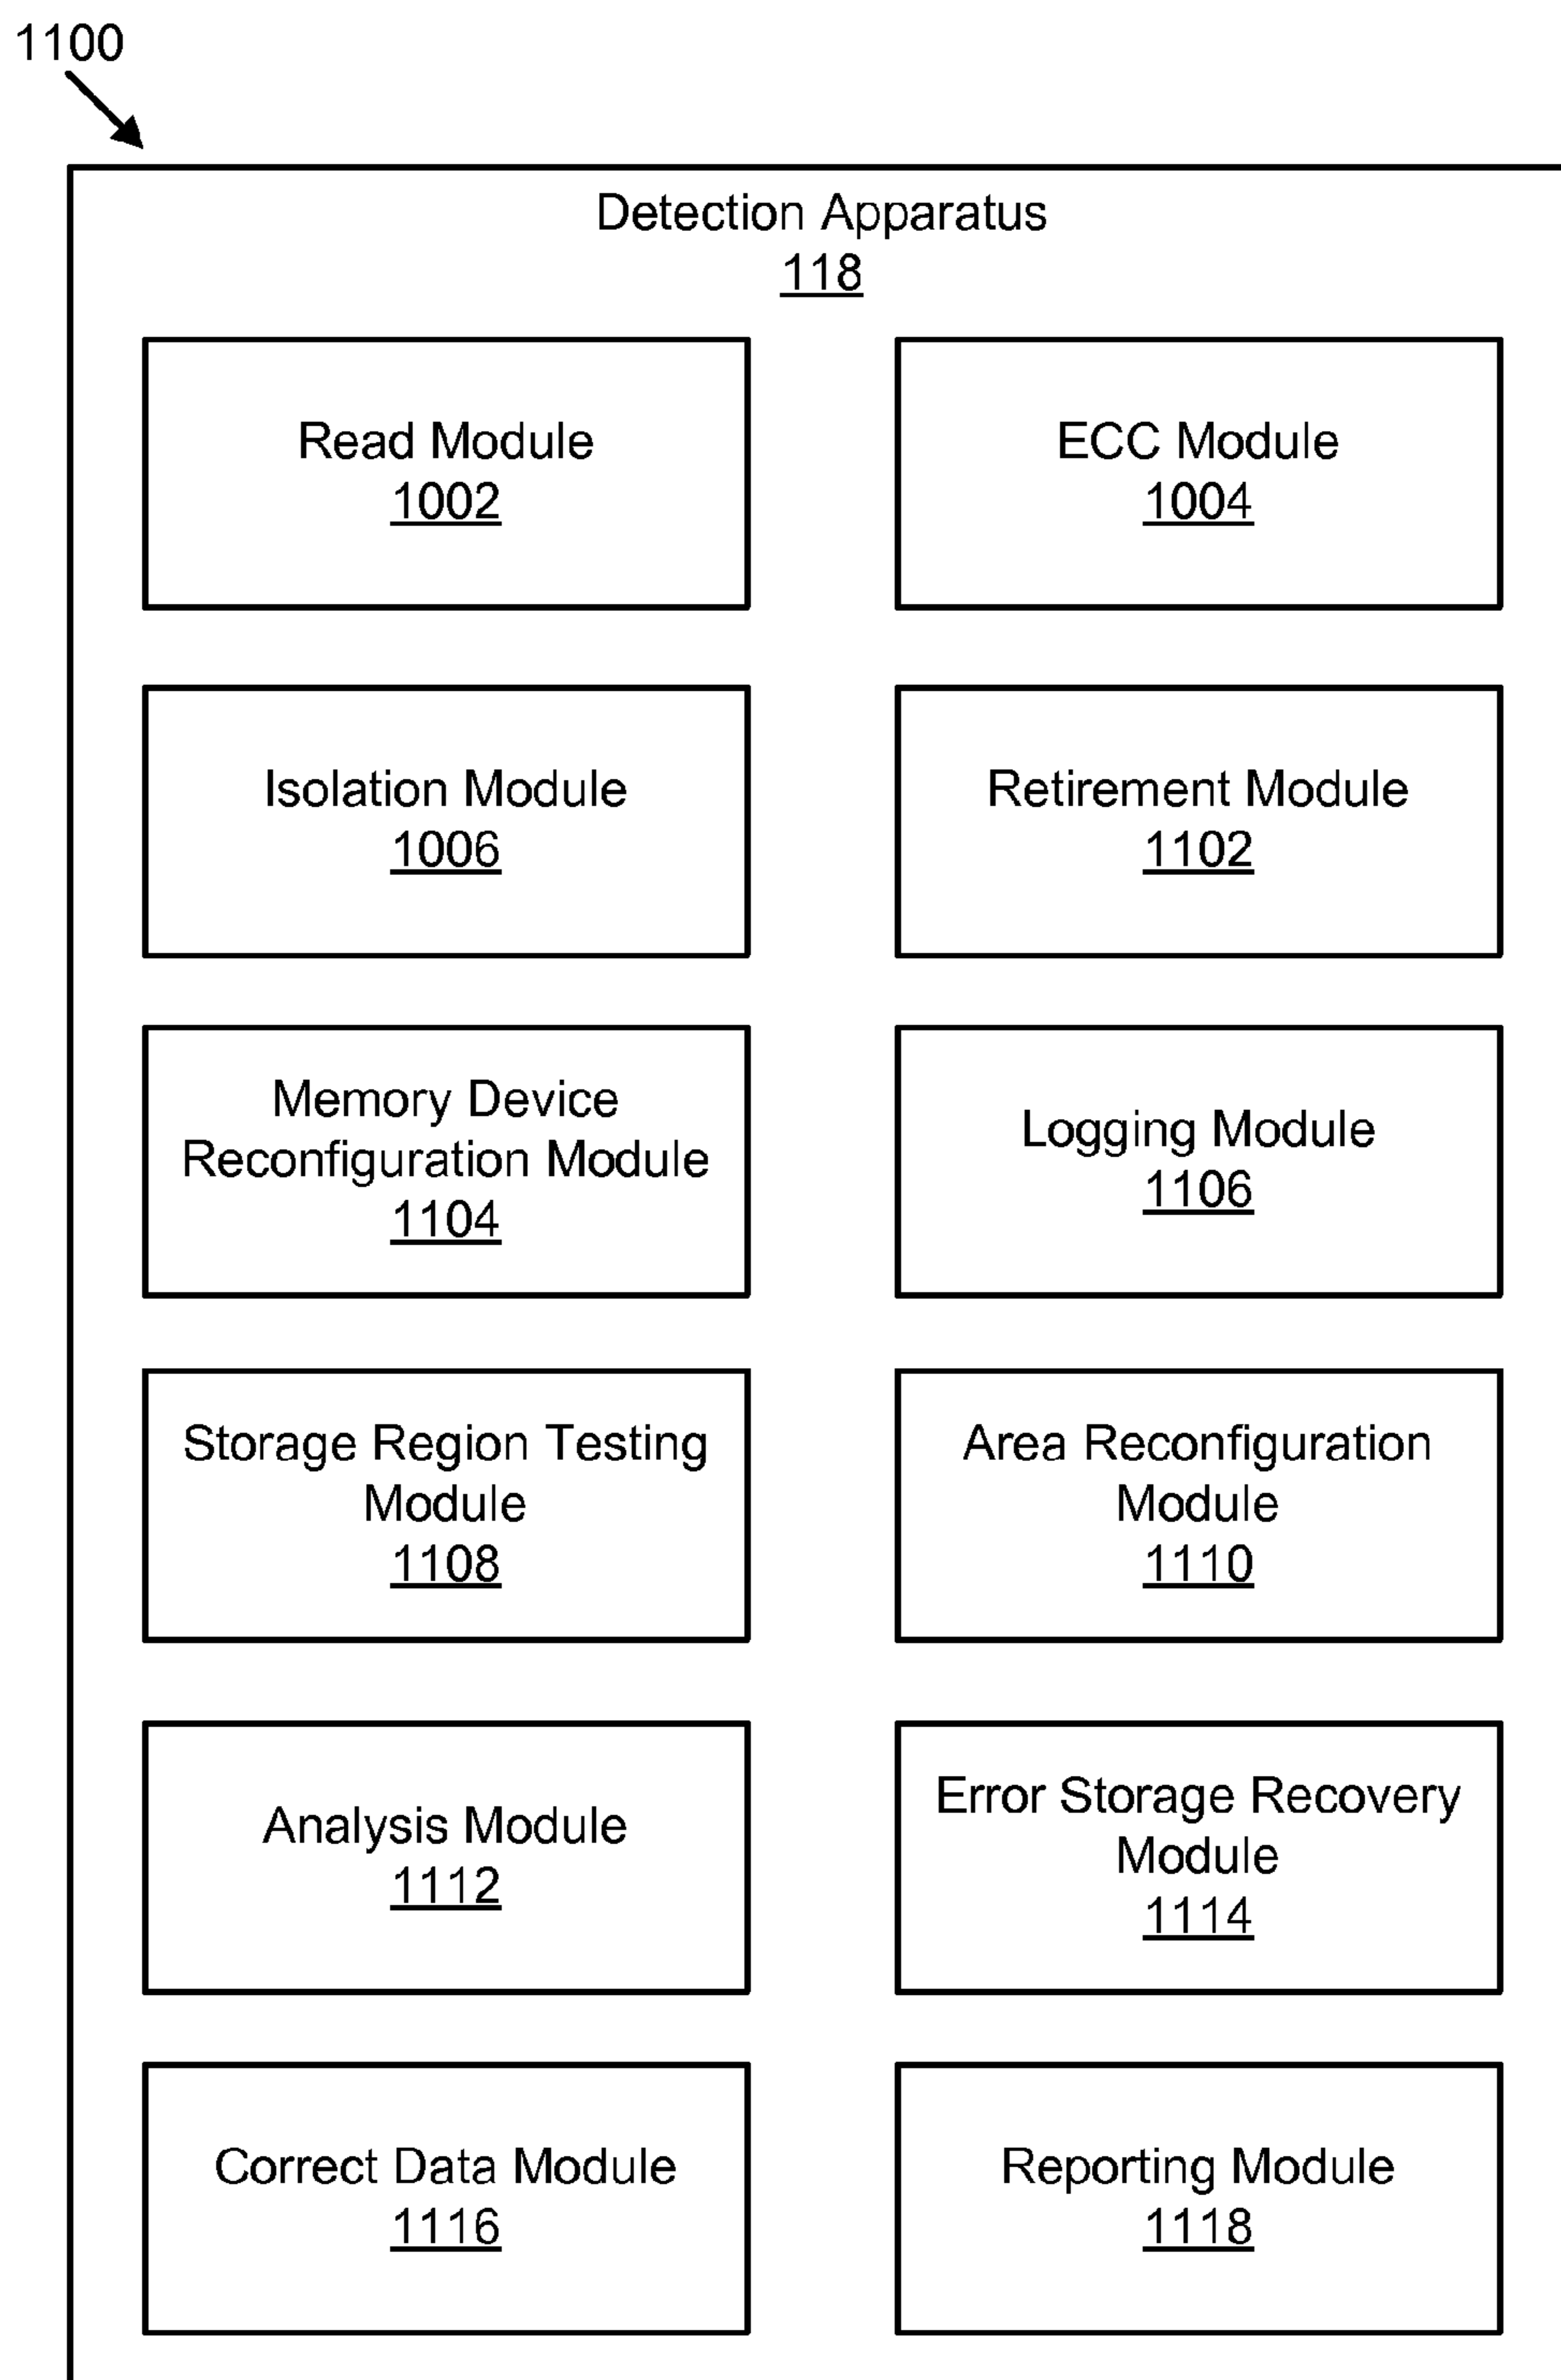 1100
Detection Apparatus
118
Read Module
1002
ECC Module
1004
Isolation Module
1006
Retirement Module
1102
Memory Device
Reconfiguration Module
1104
Logging Module
1106
Storage Region Testing
Module
1108
Area Reconfiguration
Module
1110
Analysis Module
1112
Error Storage Recovery
Module
1114
Correct Data Module
1116
Reporting Module
1118